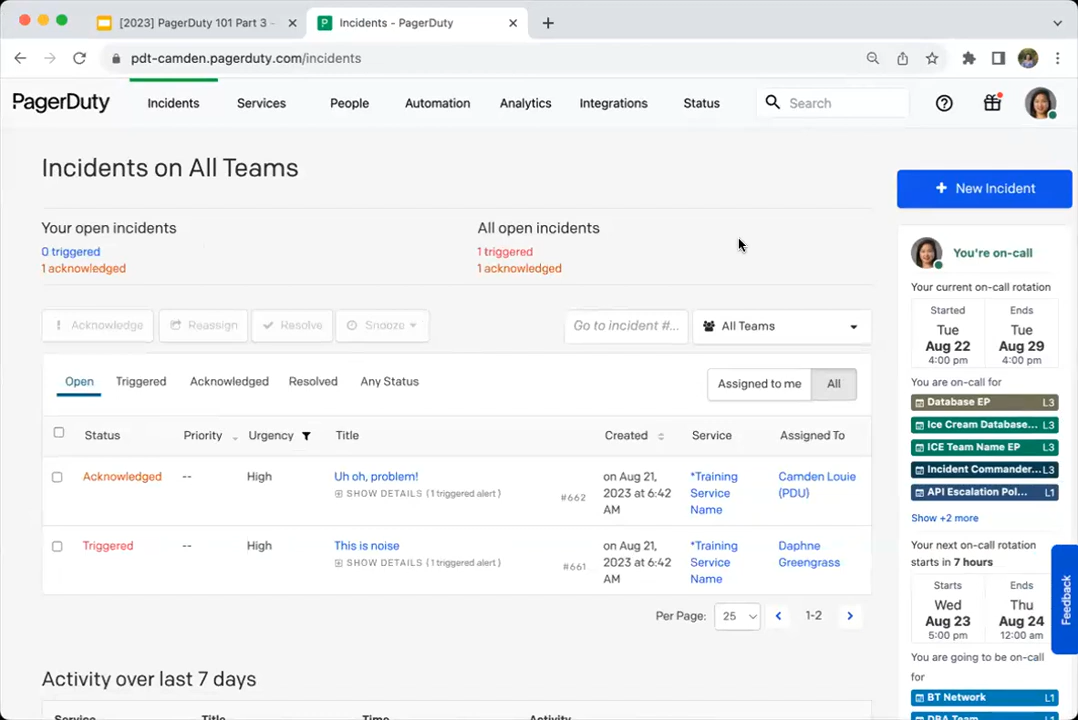 [2023] PagerDuty 101 Part 3 -
Incidents - PagerDuty
pdt-camden.pagerduty.com/incidents
PagerDuty
Incidents
Services
People
Automation
Analytics
Integrations
Status
Search
Incidents on All Teams
+ New Incident
Your open incidents
0 triggered
1 acknowledged
All open incidents
1 triggered
1 acknowledged
Acknowledge
Reassign
Resolve
Snooze
Go to incident #...
All Teams
Open
Triggered
Acknowledged
Resolved
Any Status
Assigned to me
All
Status
Priority
Urgency
Title
Created
Service
Assigned To
Acknowledged
--
High
Uh oh, problem!
SHOW DETAILS (1 triggered alert)
#662
on Aug 21,
2023 at 6:42
AM
*Training
Service
Name
Camden Louie
(PDU)
Triggered
--
High
This is noise
SHOW DETAILS (1 triggered alert)
#661
on Aug 21,
2023 at 6:42
AM
*Training
Service
Name
Daphne
Greengrass
Per Page:
25
1-2
Activity over last 7 days
Service
Title
Time
Activity
You're on-call
Your current on-call rotation
Started
Tue
Aug 22
4:00 pm
Ends
Tue
Aug 29
4:00 pm
You are on-call for
Database EP L3
Ice Cream Database... L3
ICE Team Name EP L3
Incident Commander... L3
API Escalation Pol... L1
Show +2 more
Your next on-call rotation
starts in 7 hours
Starts
Wed
Aug 23
5:00 pm
Ends
Thu
Aug 24
12:00 am
You are going to be on-call
for
BT Network L1
DBA Team
Feedback